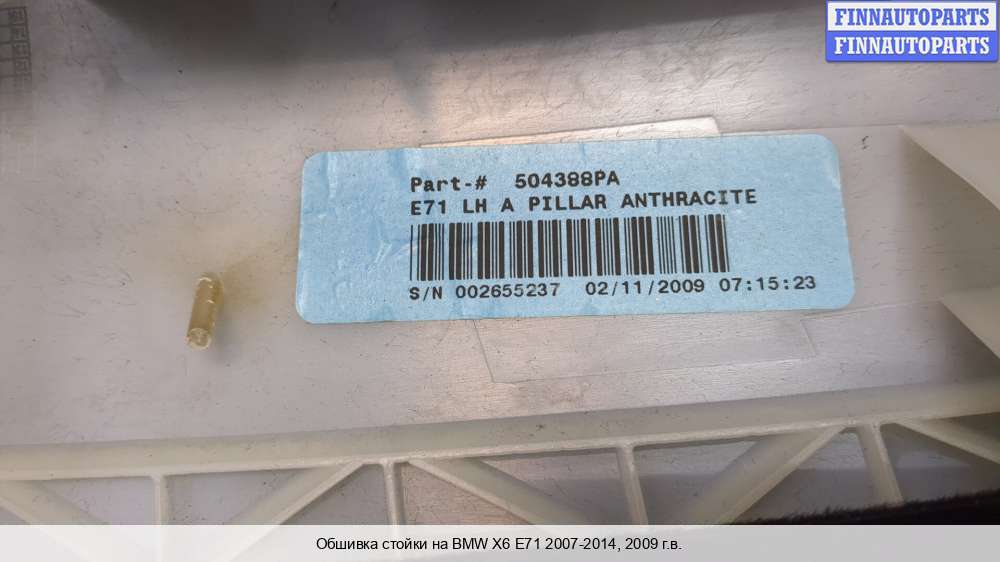 FINNAUTOPARTS
FINNAUTOPARTS
Part-# 504388PA
E71 LH A PILLAR ANTHRACITE
S/N 002655237 02/11/2009 07:15:23
Обшивка стойки на BMW X6 E71 2007-2014, 2009 г.в.